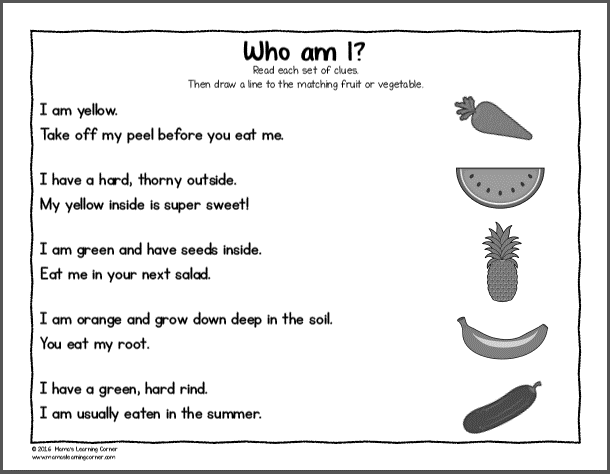 Who am I?
Read each set of clues.
Then draw a line to the matching fruit or vegetable.
I am yellow.
Take off my peel before you eat me.
I have a hard, thorny outside.
My yellow inside is super sweet!
I am green and have seeds inside.
Eat me in your next salad.
I am orange and grow down deep in the soil.
You eat my root.
I have a green, hard rind.
I am usually eaten in the summer.
© 2016 Mama's Learning Corner
www.mamaslearningcorner.com